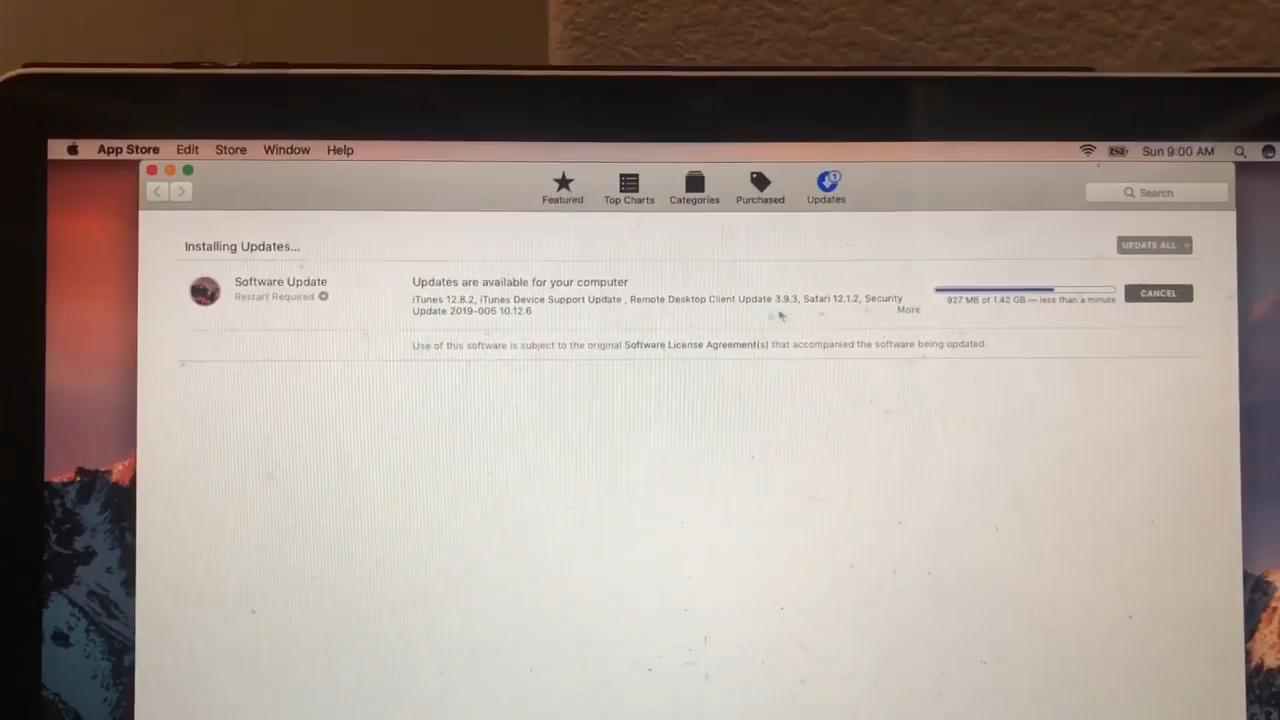 App Store Edit Store Window Help Sun 9:00 AM
Featured Top Charts Categories Purchased Updates Search
1
Installing Updates... UPDATE ALL
Software Update
Restart Required
Updates are available for your computer
iTunes 12.8.2, iTunes Device Support Update , Remote Desktop Client Update 3.9.3, Safari 12.1.2, Security
Update 2019-005 10.12.6
More
927 MB of 1.42 GB — less than a minute
CANCEL
Use of this software is subject to the original Software License Agreement(s) that accompanied the software being updated.